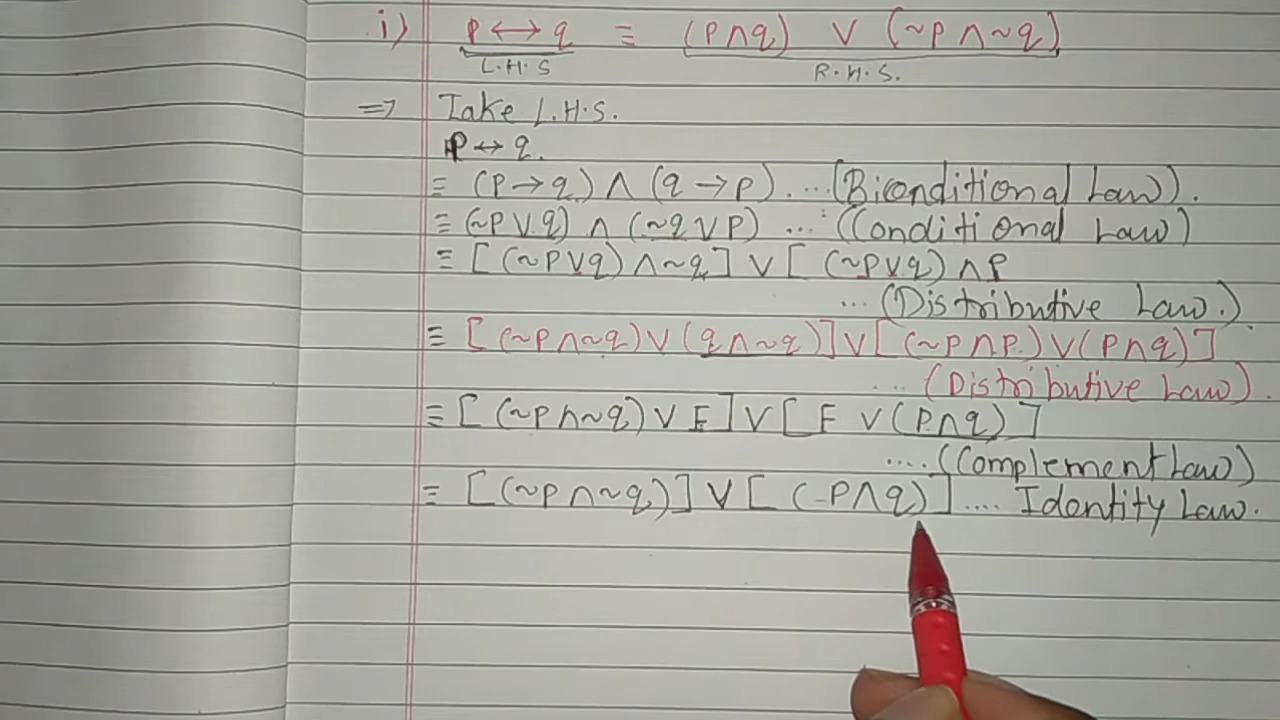 i) p ↔ q ≡ (p∧q) ∨ (~p ∧ ~q)
L.H.S R.H.S.
=> Take L.H.S.
p ↔ q.
≡ (p → q) ∧ (q → p). ...(Biconditional Law).
≡ (~p ∨ q) ∧ (~q ∨ p) ... (Conditional Law)
≡ [(~p∨q) ∧ ~q] ∨ [(~p∨q) ∧ p
... (Distributive Law.)
≡ [(~p∧~q) ∨ (q∧~q)] ∨ [(~p∧p) ∨ (p∧q)]
.... (Distributive Law).
≡ [(~p∧~q) ∨ F] ∨ [F ∨ (p∧q)]
.... (Complement Law)
≡ [(~p∧~q)] ∨ [(p∧q)] .... Identity Law.